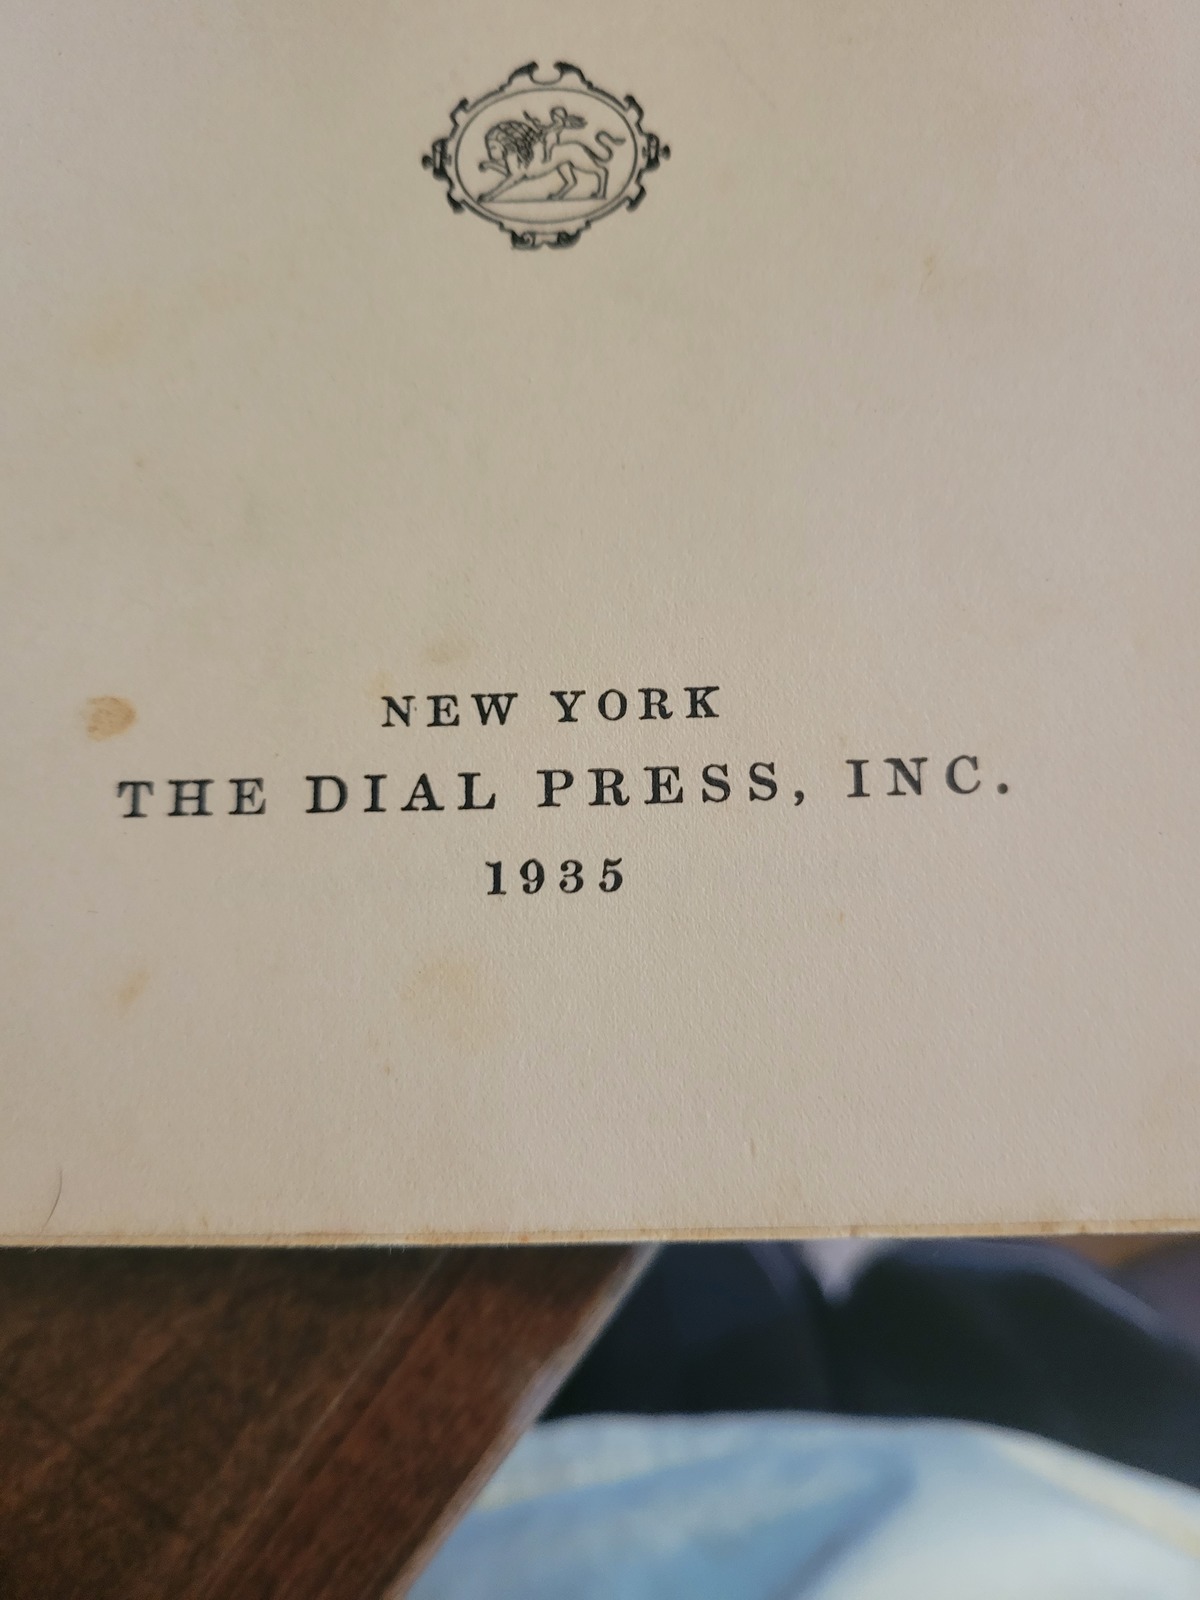 NEW YORK
THE DIAL PRESS, INC.
1935